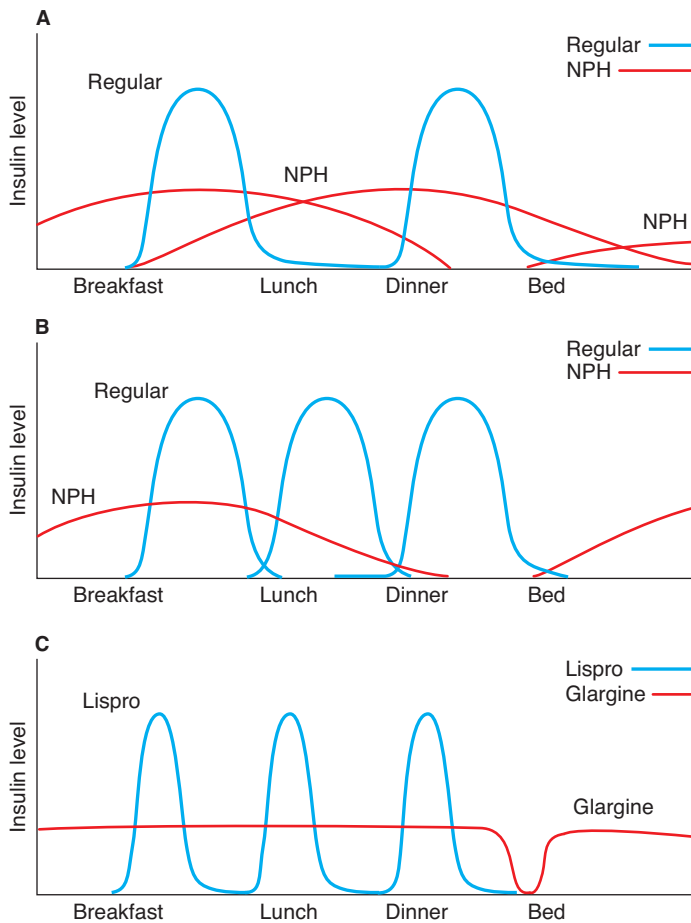 A
Regular
NPH
Regular
NPH
NPH
Insulin level
Breakfast Lunch Dinner Bed
B
Regular
NPH
Regular
NPH
Insulin level
Breakfast Lunch Dinner Bed
C
Lispro
Glargine
Lispro
Glargine
Insulin level
Breakfast Lunch Dinner Bed